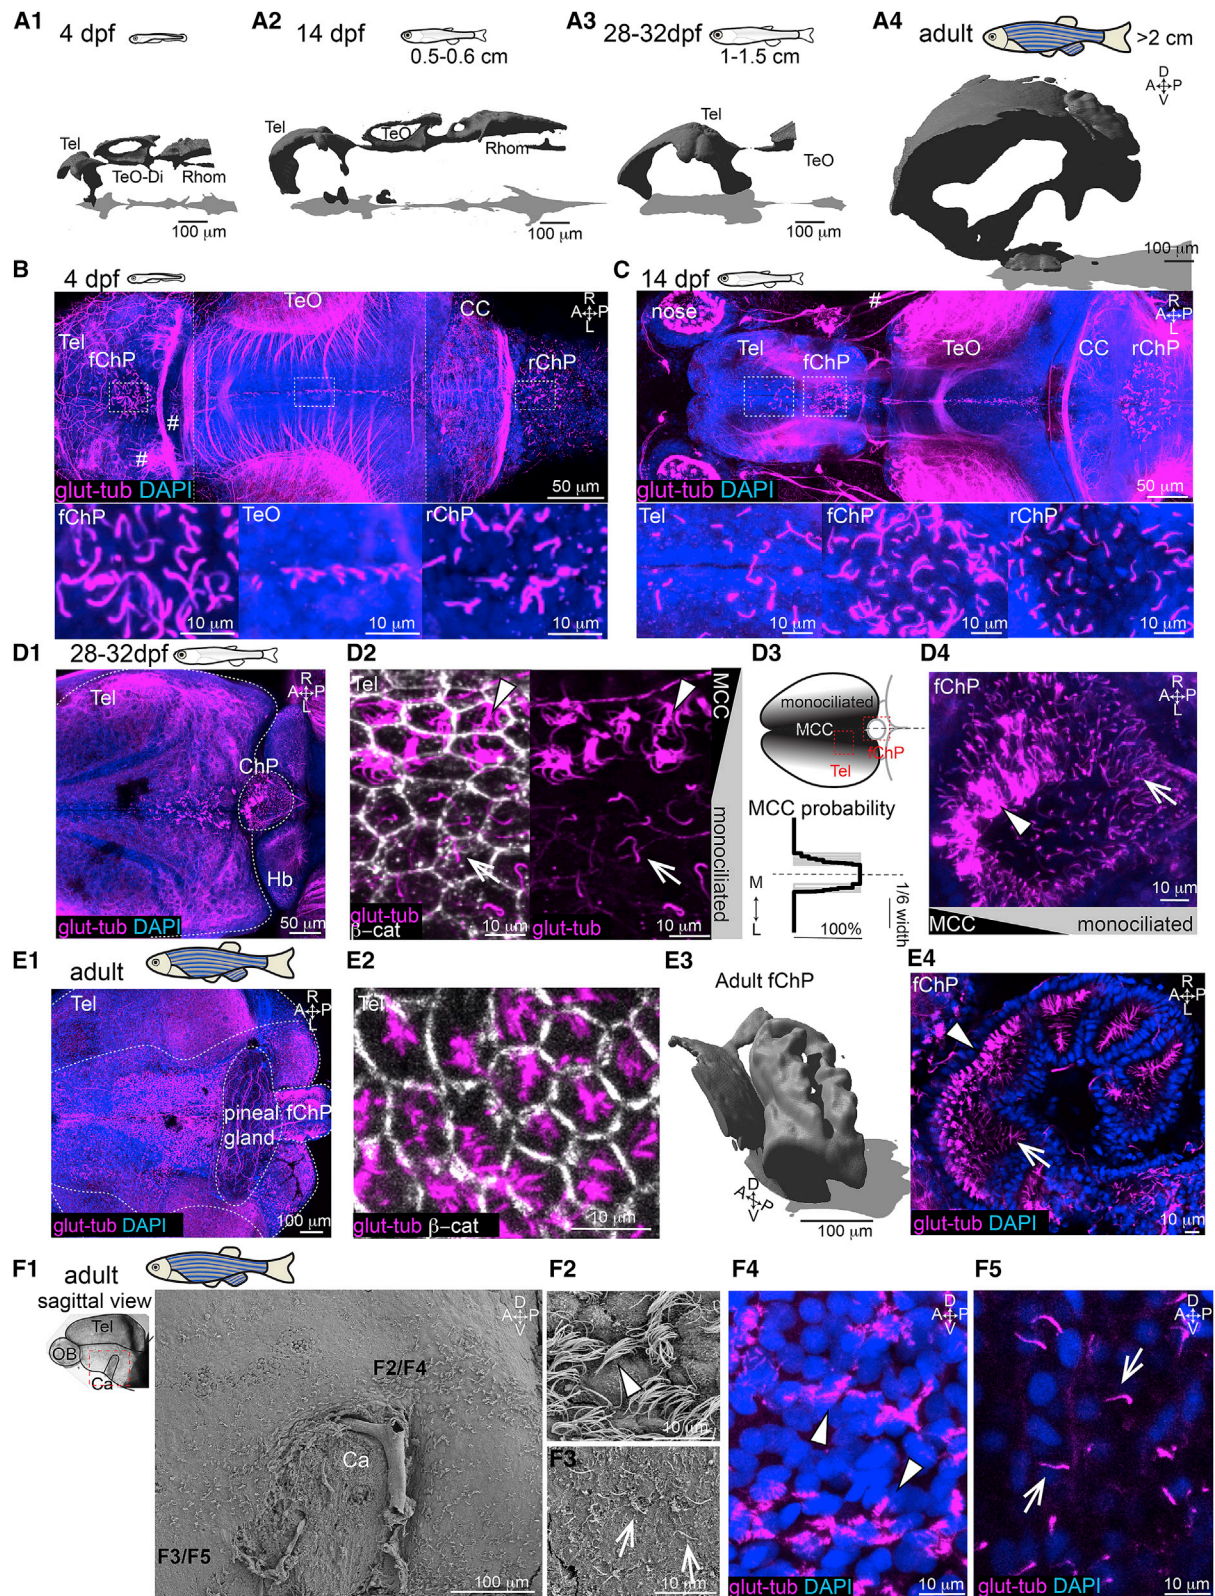 A1
4 dpf
A2
14 dpf
0.5-0.6 cm
A3
28-32dpf
1-1.5 cm
A4
adult
>2 cm
D
A P
V
Tel
TeO-Di
Rhom
100 μm
Tel
TeO
Rhom
100 μm
Tel
TeO
100 μm
100 μm
B
4 dpf
TeO
CC
R
A P
L
Tel
fChP
rChP
#
#
glut-tub DAPI
50 μm
fChP
TeO
rChP
10 μm
10 μm
10 μm
C
14 dpf
#
nose
R
A P
L
Tel
fChP
TeO
CC
rChP
glut-tub DAPI
50 μm
Tel
fChP
rChP
10 μm
10 μm
10 μm
D1
28-32dpf
Tel
R
A P
L
ChP
Hb
glut-tub DAPI
50 μm
D2
Tel
MCC
monociliated
glut-tub
β-cat
10 μm
glut-tub
10 μm
D3
monociliated
MCC
fChP
Tel
MCC probability
M
L
100%
1/6 width
D4
fChP
R
A P
L
10 μm
MCC
monociliated
E1
adult
Tel
R
A P
L
pineal
gland
fChP
glut-tub DAPI
100 μm
E2
Tel
glut-tub β-cat
10 μm
E3
Adult fChP
D
A P
V
100 μm
E4
fChP
R
A P
L
glut-tub DAPI
10 μm
F1
adult
sagittal view
Tel
OB
Ca
D
A P
V
F2/F4
Ca
F3/F5
100 μm
F2
10 μm
F3
10 μm
F4
D
A P
V
glut-tub DAPI
10 μm
F5
D
A P
V
glut-tub DAPI
10 μm